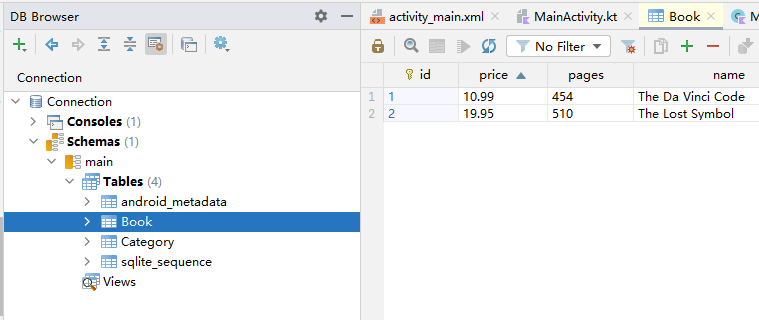 DB Browser
activity_main.xml
MainActivity.kt
Book
M
No Filter
Connection
id price pages name
1 1 10.99 454 The Da Vinci Code
2 2 19.95 510 The Lost Symbol
Connection
Consoles (1)
Schemas (1)
main
Tables (4)
android_metadata
Book
Category
sqlite_sequence
Views